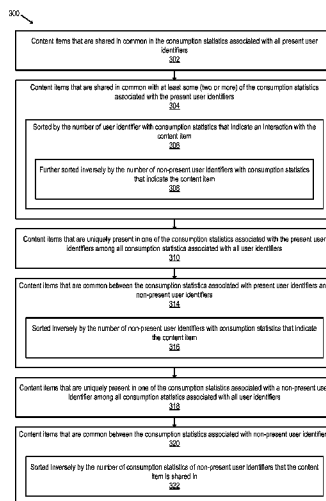 300
Content items that are shared in common in the consumption statistics associated with all present user
identifiers
302
Content items that are shared in common with at least some (two or more) of the consumption statistics
associated with the present user identifiers
304
Sorted by the number of user identifier with consumption statistics that indicate an interaction with the
content item
306
Further sorted inversely by the number of non-present user identifiers with consumption statistics
that indicate the content item
308
Content items that are uniquely present in one of the consumption statistics associated with the present user
identifiers among all consumption statistics associated with all user identifiers
310
Content items that are common between the consumption statistics associated with present user identifiers an
non-present user identifiers
314
Sorted inversely by the number of non-present user identifiers with consumption statistics that indicate
the content item
316
Content items that are uniquely present in one of the consumption statistics associated with a non-present use
identifier among all consumption statistics associated with all user identifiers
318
Content items that are common between the consumption statistics associated with non-present user identifier
320
Sorted inversely by the number of consumption statistics of non-present user identifiers that the content
item is shared in
322